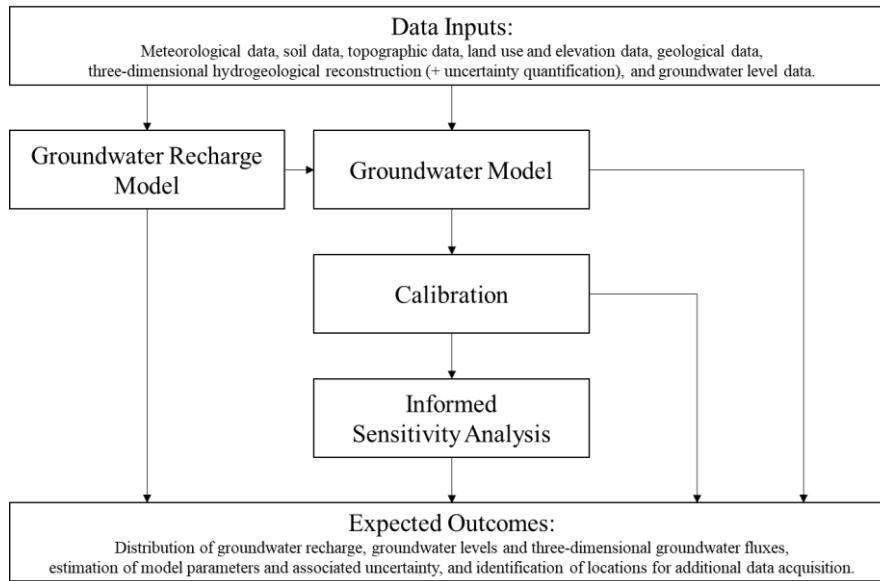 Data Inputs:
Meteorological data, soil data, topographic data, land use and elevation data, geological data,
three-dimensional hydrogeological reconstruction (+ uncertainty quantification), and groundwater level data.
Groundwater Recharge
Model
Groundwater Model
Calibration
Informed
Sensitivity Analysis
Expected Outcomes:
Distribution of groundwater recharge, groundwater levels and three-dimensional groundwater fluxes,
estimation of model parameters and associated uncertainty, and identification of locations for additional data acquisition.